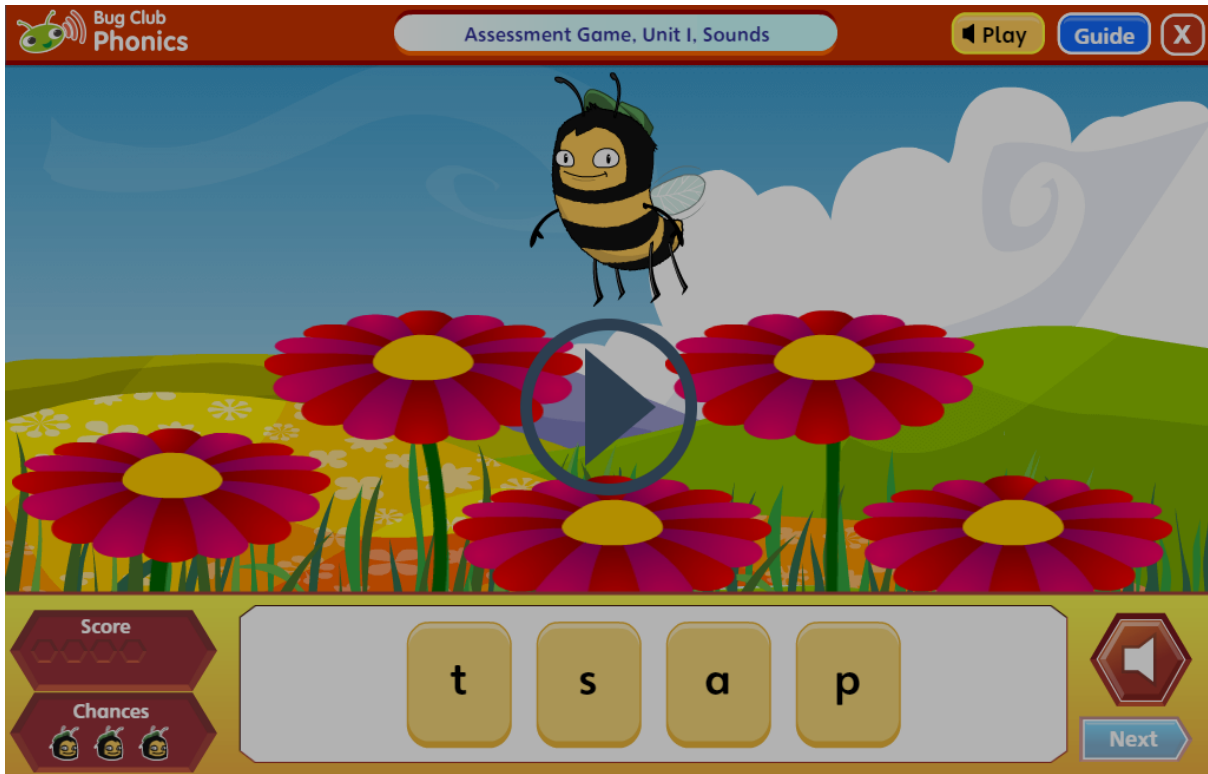 Bug Club
Phonics
Assessment Game, Unit 1, Sounds
Play
Guide
X
Score
Chances
t s a p
Next